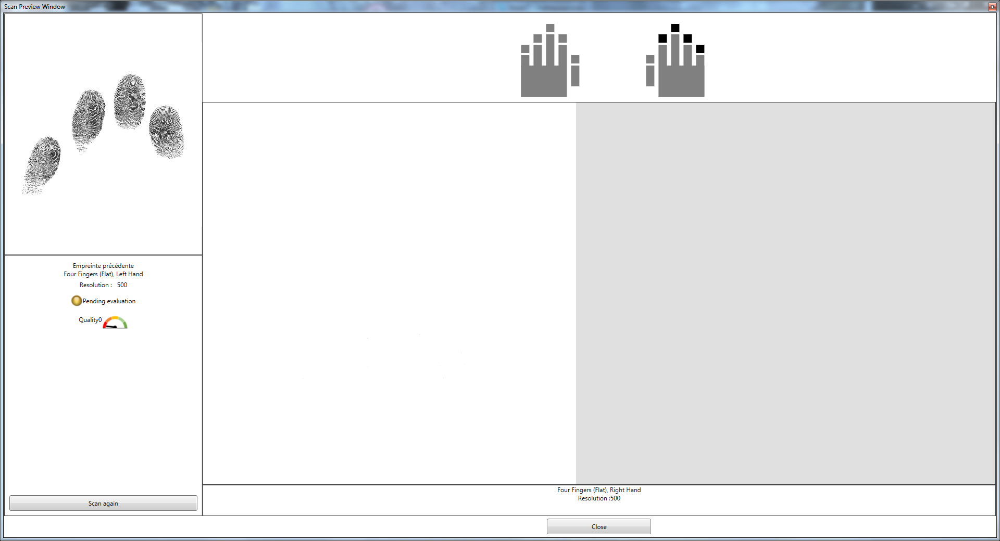 Scan Preview Window
Empreinte précédente
Four Fingers (Flat), Left Hand
Resolution : 500
Pending evaluation
Quality0
Scan again
Four Fingers (Flat), Right Hand
Resolution :500
Close